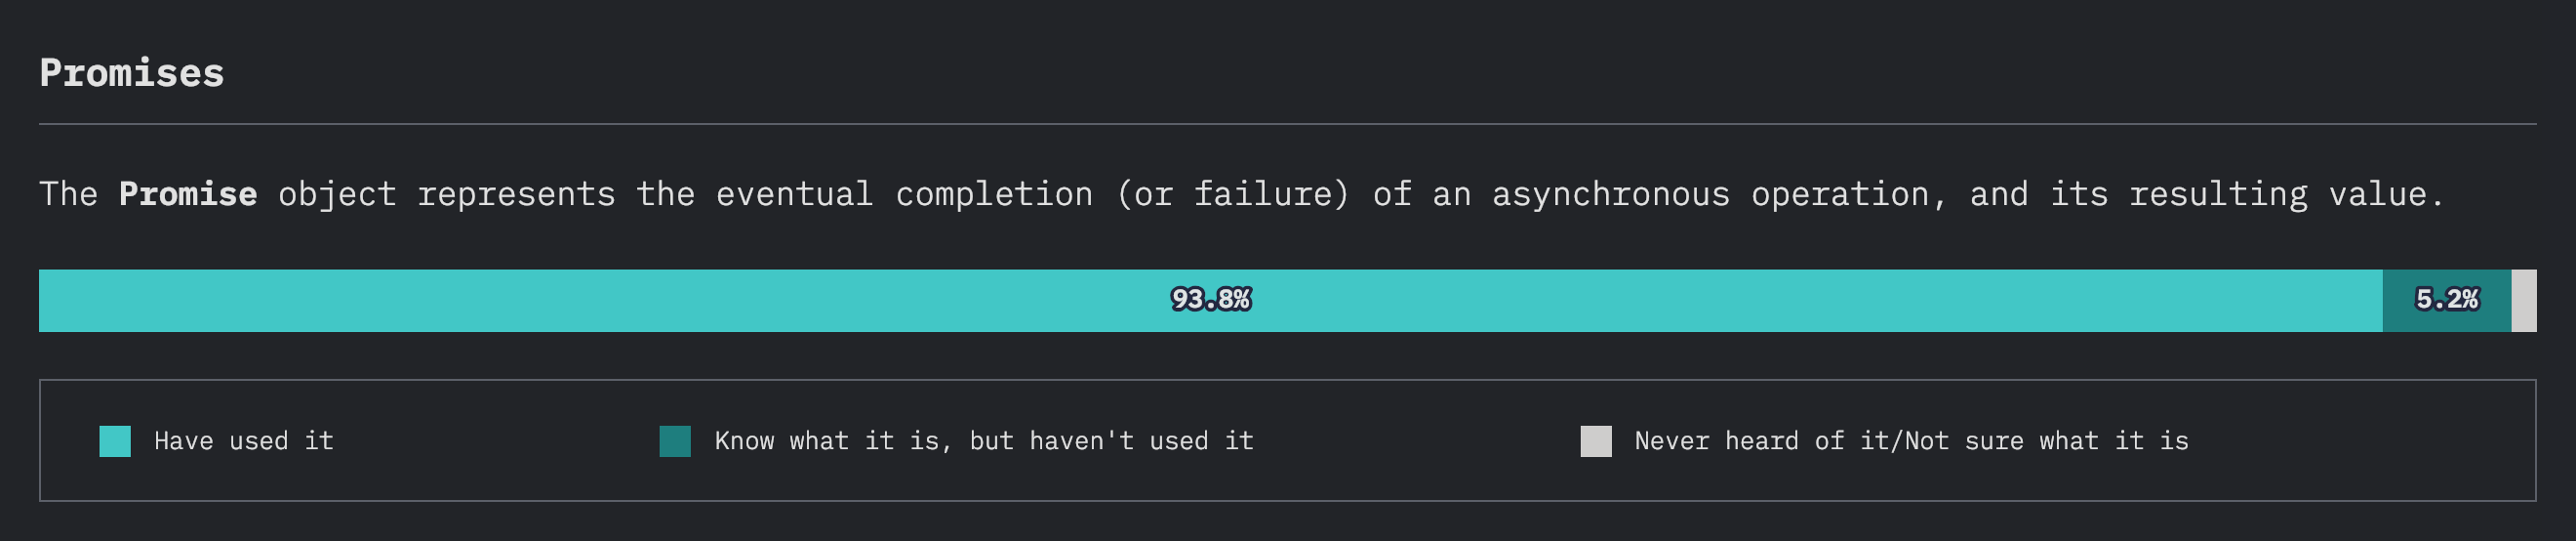 Promises
The Promise object represents the eventual completion (or failure) of an asynchronous operation, and its resulting value.
93.8% 5.2%
Have used it Know what it is, but haven't used it Never heard of it/Not sure what it is